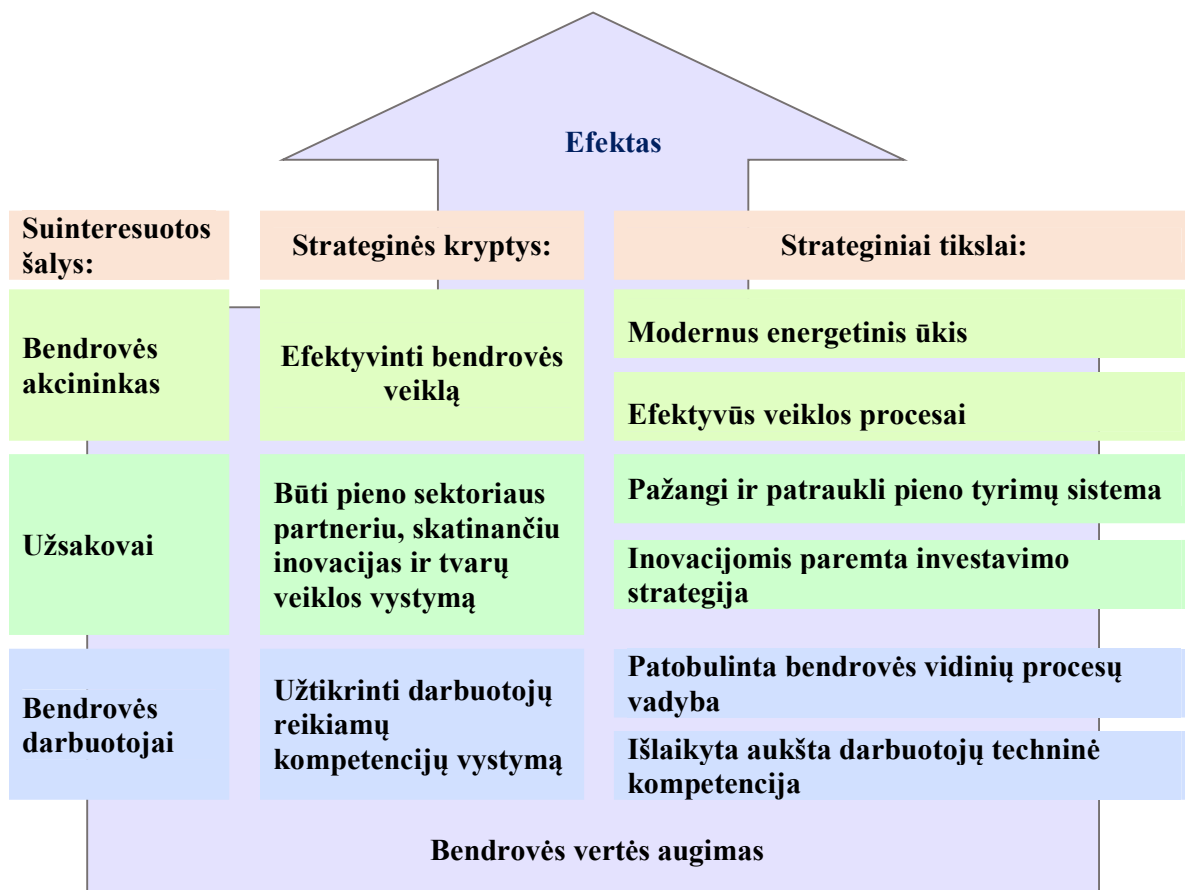 Efektas
Suinteresuotos
šalys:
Strateginės kryptys:
Strateginiai tikslai:
Bendrovės
akcininkas
Efektyvinti bendrovės
veiklą
Modernus energetinis ūkis
Efektyvūs veiklos procesai
Užsakovai
Būti pieno sektoriaus
partneriu, skatinančiu
inovacijas ir tvarų
veiklos vystymą
Pažangi ir patraukli pieno tyrimų sistema
Inovacijomis paremta investavimo
strategija
Bendrovės
darbuotojai
Užtikrinti darbuotojų
reikiamų
kompetencijų vystymą
Patobulinta bendrovės vidinių procesų
vadyba
Išlaikyta aukšta darbuotojų techninė
kompetencija
Bendrovės vertės augimas